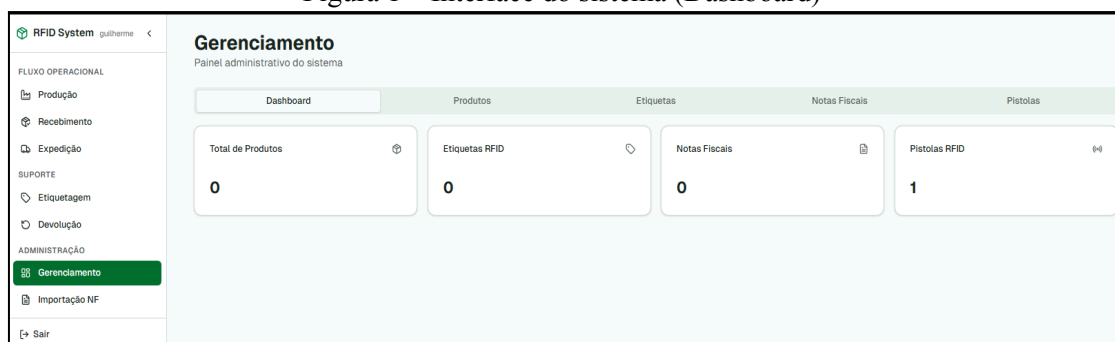 Figura 1 - Interface do sistema (Dashboard)
RFID System guilherme
FLUXO OPERACIONAL
Produção
Recebimento
Expedição
SUPORTE
Etiquetagem
Devolução
ADMINISTRAÇÃO
Gerenciamento
Importação NF
Sair
Gerenciamento
Painel administrativo do sistema
Dashboard Produtos Etiquetas Notas Fiscais Pistolas
Total de Produtos Etiquetas RFID Notas Fiscais Pistolas RFID
0 0 0 1